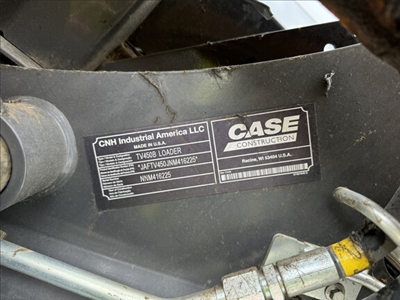 CNH Industrial America LLC
MADE IN U.S.A.
TV450B LOADER
*JAFTV450JNM416225*
NNM416225
CASE
CONSTRUCTION
Racine, WI 53404 U.S.A.